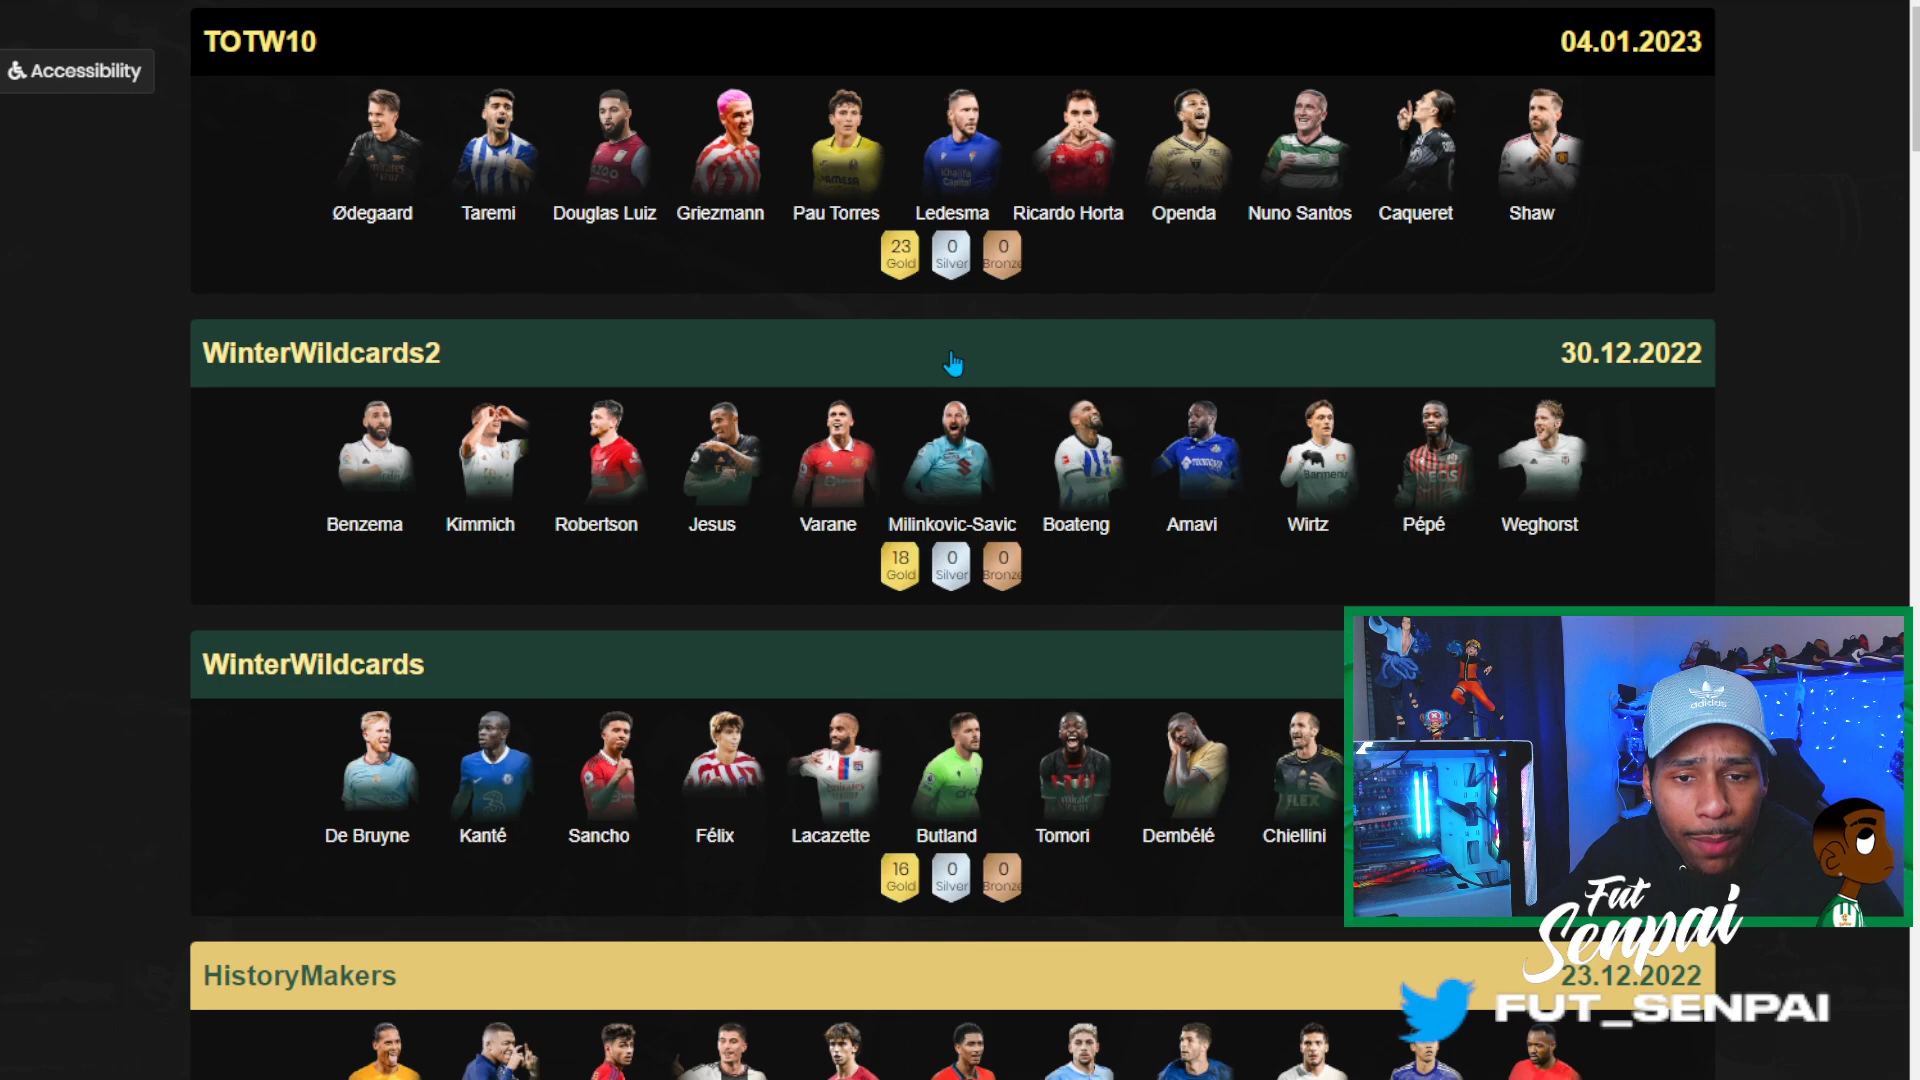 Accessibility
TOTW10 04.01.2023
Ødegaard Taremi Douglas Luiz Griezmann Pau Torres Ledesma Ricardo Horta Openda Nuno Santos Caqueret Shaw
23 0 0
Gold Silver Bronze
WinterWildcards2 30.12.2022
Benzema Kimmich Robertson Jesus Varane Milinkovic-Savic Boateng Amavi Wirtz Pépé Weghorst
18 0 0
Gold Silver Bronze
WinterWildcards
De Bruyne Kanté Sancho Félix Lacazette Butland Tomori Dembélé Chiellini
16 0 0
Gold Silver Bronze
adidas
Fut
Senpai
HistoryMakers 23.12.2022
FUT_SENPAI